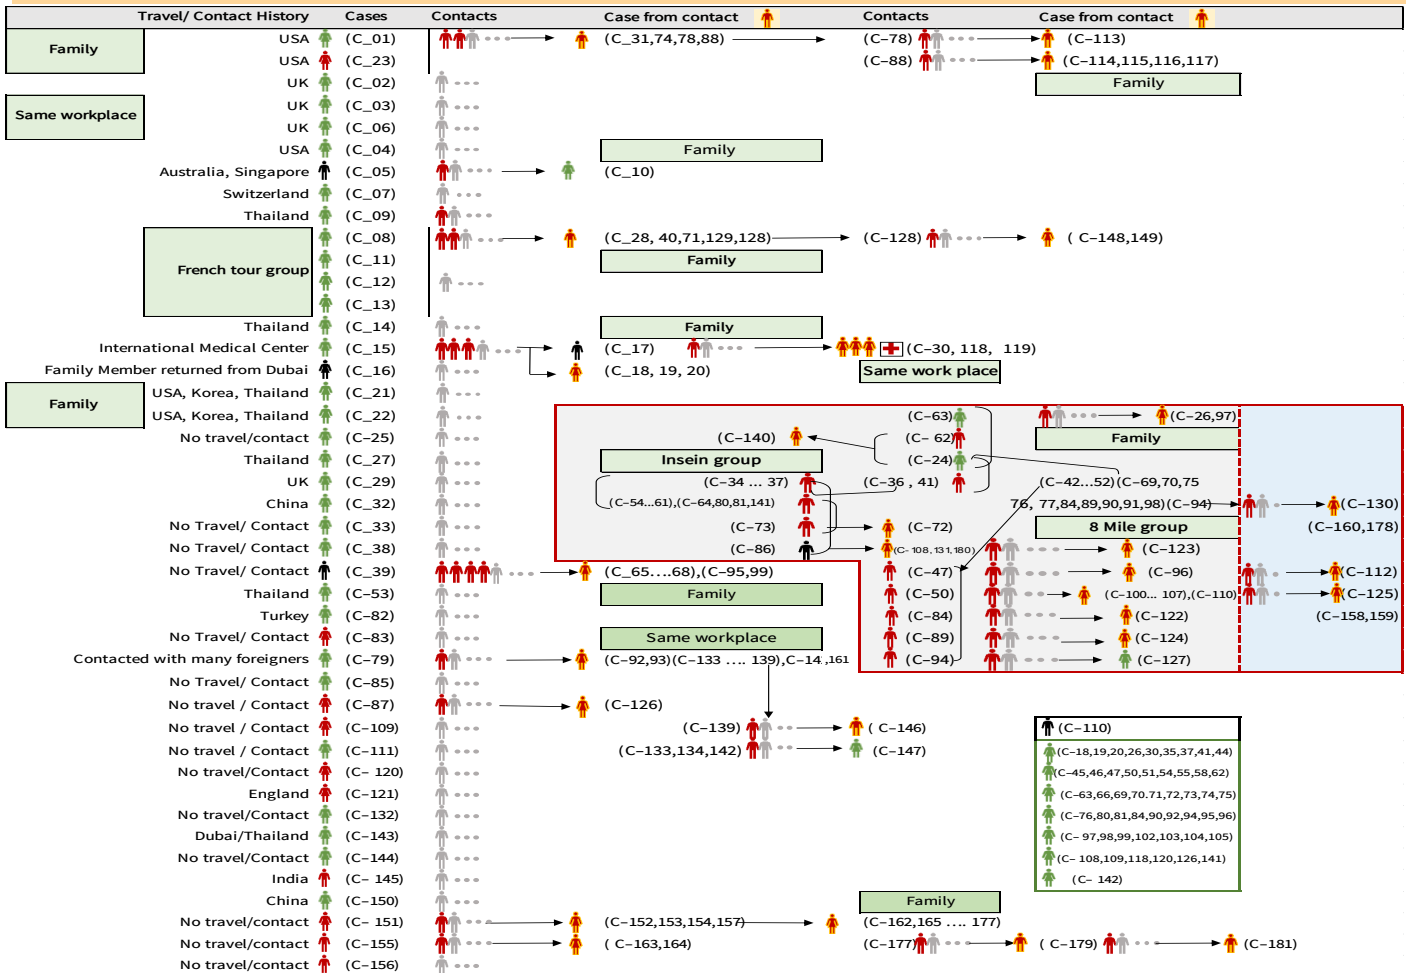 Travel/ Contact History Cases Contacts Case from contact Contacts Case from contact
Family
USA (C_01) (C_31,74,78,88) (C-78) (C-113)
USA (C_23) (C-88) (C-114,115,116,117)
UK (C_02) Family
Same workplace
UK (C_03)
UK (C_06)
USA (C_04) Family
Australia, Singapore (C_05) (C_10)
Switzerland (C_07)
Thailand (C_09)
French tour group
(C_08) (C_28, 40,71,129,128) (C-128) ( C-148,149)
(C_11) Family
(C_12)
(C_13)
Thailand (C_14) Family
International Medical Center (C_15) (C_17) (C-30, 118, 119)
Family Member returned from Dubai (C_16) (C_18, 19, 20) Same work place
Family
USA, Korea, Thailand (C_21)
USA, Korea, Thailand (C_22) (C-63) (C-26,97)
No travel/contact (C-25) (C-140) (C- 62) Family
Thailand (C_27) Insein group (C-24)
UK (C_29) (C-34 ... 37) (C-36 , 41) (C-42...52)(C-69,70,75
China (C_32) (C-54...61),(C-64,80,81,141) 76, 77,84,89,90,91,98)(C-94) (C-130)
No Travel/ Contact (C_33) (C-73) (C-72) 8 Mile group (C-160,178)
No Travel/ Contact (C_38) (C-86) (C- 108,131,180) (C-123)
No Travel/ Contact (C_39) (C_65....68),(C-95,99) (C-47) (C-96) (C-112)
Thailand (C-53) Family (C-50) (C-100... 107),(C-110) (C-125)
Turkey (C-82) (C-84) (C-122) (C-158,159)
No Travel/ Contact (C-83) Same workplace (C-89) (C-124)
Contacted with many foreigners (C-79) (C-92,93)(C-133 .... 139),C-14 ,161 (C-94) (C-127)
No Travel/ Contact (C-85)
No travel / Contact (C-87) (C-126)
No travel / Contact (C-109) (C-139) ( C-146) (C-110)
No travel / Contact (C-111) (C-133,134,142) (C-147) (C-18,19,20,26,30,35,37,41,44)
No travel/Contact (C- 120) (C-45,46,47,50,51,54,55,58,62)
England (C-121) (C-63,66,69,70.71,72,73,74,75)
No travel/Contact (C-132) (C-76,80,81,84,90,92,94,95,96)
Dubai/Thailand (C-143) (C- 97,98,99,102,103,104,105)
No travel/Contact (C-144) (C- 108,109,118,120,126,141)
India (C- 145) (C- 142)
China (C-150) Family
No travel/contact (C- 151) (C-152,153,154,157) (C-162,165 .... 177)
No travel/contact (C-155) ( C-163,164) (C-177) ( C-179) (C-181)
No travel/contact (C-156)